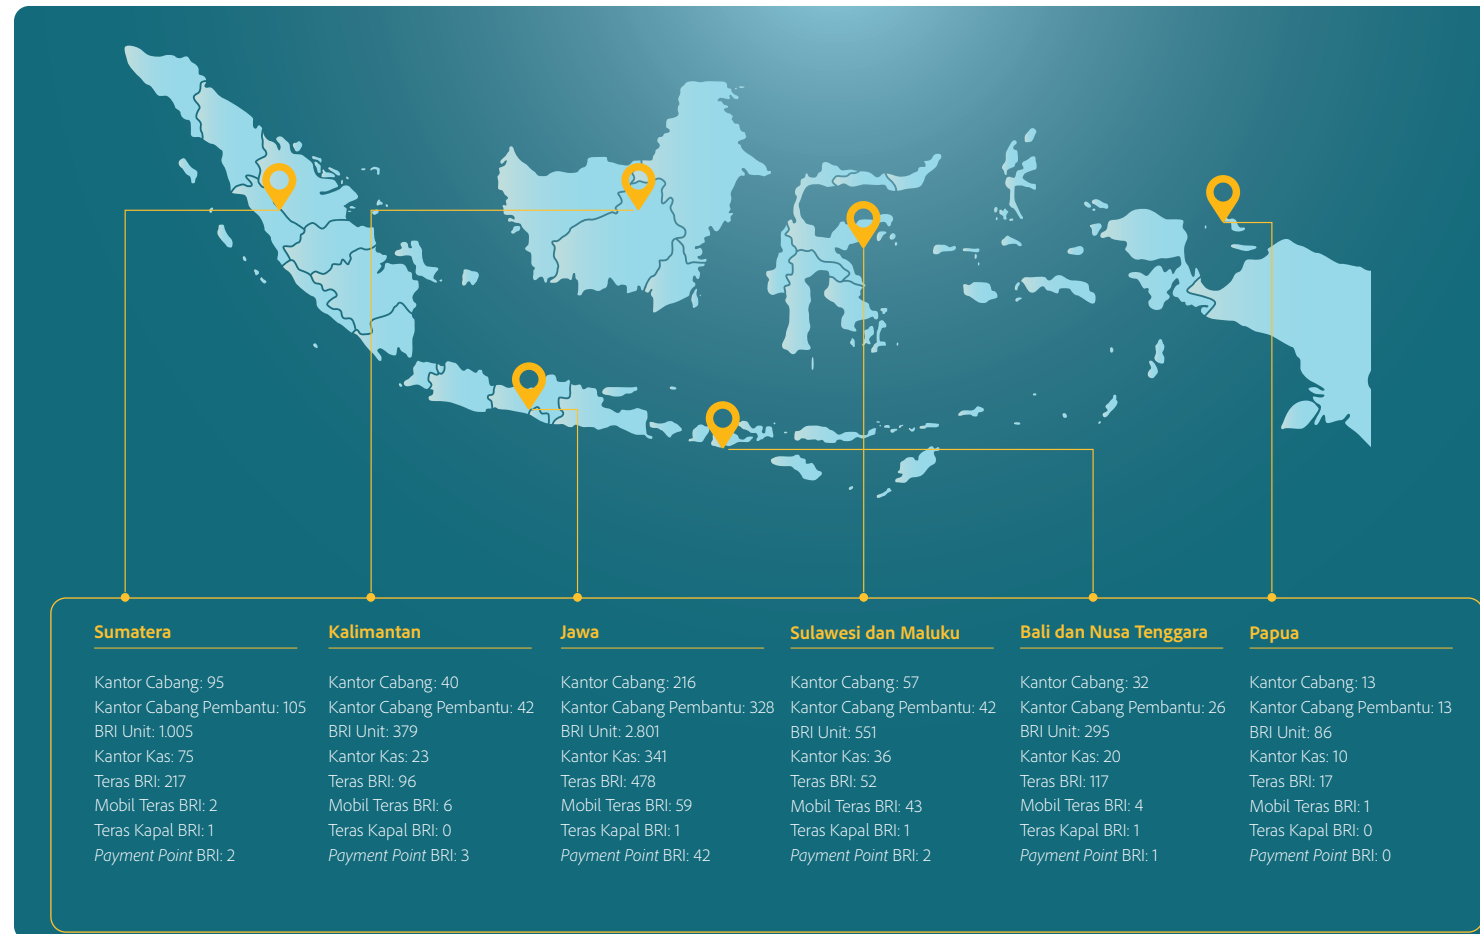 Sumatera
Kantor Cabang: 95
Kantor Cabang Pembantu: 105
BRI Unit: 1.005
Kantor Kas: 75
Teras BRI: 217
Mobil Teras BRI: 2
Teras Kapal BRI: 1
Payment Point BRI: 2
Kalimantan
Kantor Cabang: 40
Kantor Cabang Pembantu: 42
BRI Unit: 379
Kantor Kas: 23
Teras BRI: 96
Mobil Teras BRI: 6
Teras Kapal BRI: 0
Payment Point BRI: 3
Jawa
Kantor Cabang: 216
Kantor Cabang Pembantu: 328
BRI Unit: 2.801
Kantor Kas: 341
Teras BRI: 478
Mobil Teras BRI: 59
Teras Kapal BRI: 1
Payment Point BRI: 42
Sulawesi dan Maluku
Kantor Cabang: 57
Kantor Cabang Pembantu: 42
BRI Unit: 551
Kantor Kas: 36
Teras BRI: 52
Mobil Teras BRI: 43
Teras Kapal BRI: 1
Payment Point BRI: 2
Bali dan Nusa Tenggara
Kantor Cabang: 32
Kantor Cabang Pembantu: 26
BRI Unit: 295
Kantor Kas: 20
Teras BRI: 117
Mobil Teras BRI: 4
Teras Kapal BRI: 1
Payment Point BRI: 1
Papua
Kantor Cabang: 13
Kantor Cabang Pembantu: 13
BRI Unit: 86
Kantor Kas: 10
Teras BRI: 17
Mobil Teras BRI: 1
Teras Kapal BRI: 0
Payment Point BRI: 0